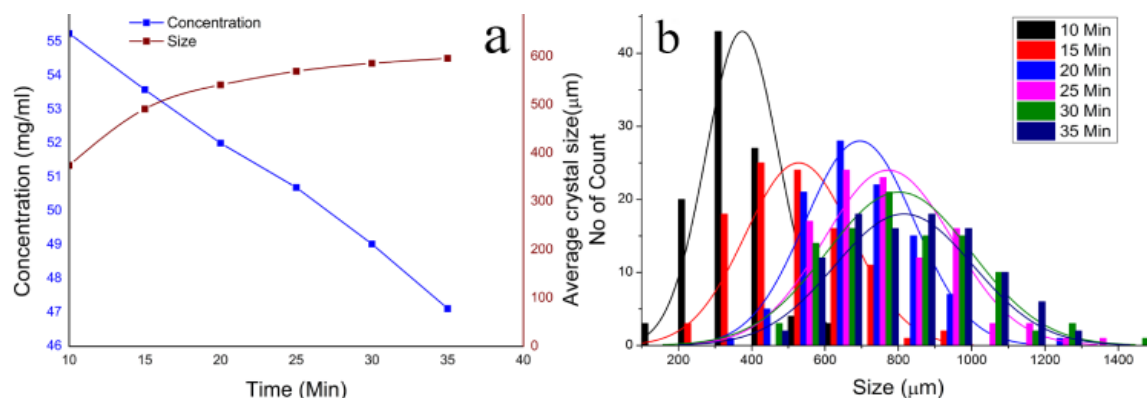 Concentration
Size
a
55
54
53
52
51
50
49
48
47
46
Concentration (mg/ml)
10
15
20
25
30
35
40
Time (Min)
600
500
400
300
200
100
0
Average crystal size(μm)
b
10 Min
15 Min
20 Min
25 Min
30 Min
35 Min
40
30
20
10
0
No of Count
200
400
600
800
1000
1200
1400
Size (μm)